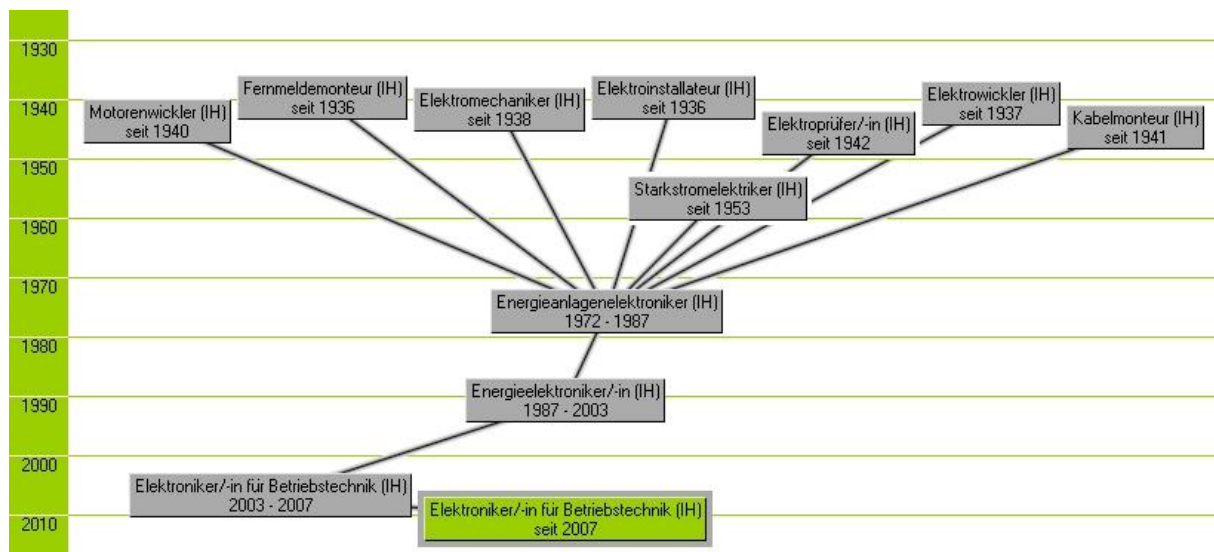 1930
Fernmeldemonteur (IH)
seit 1936
Elektroinstallateur (IH)
seit 1936
Elektrowickler (IH)
seit 1937
Elektromechaniker (IH)
seit 1938
1940
Motorenwickler (IH)
seit 1940
Kabelmonteur (IH)
seit 1941
Elektroprüfer/-in (IH)
seit 1942
1950
Starkstromelektriker (IH)
seit 1953
1960
1970
Energieanlagenelektroniker (IH)
1972 - 1987
1980
Energieelektroniker/-in (IH)
1987 - 2003
1990
2000
Elektroniker/-in für Betriebstechnik (IH)
2003 - 2007
Elektroniker/-in für Betriebstechnik (IH)
seit 2007
2010